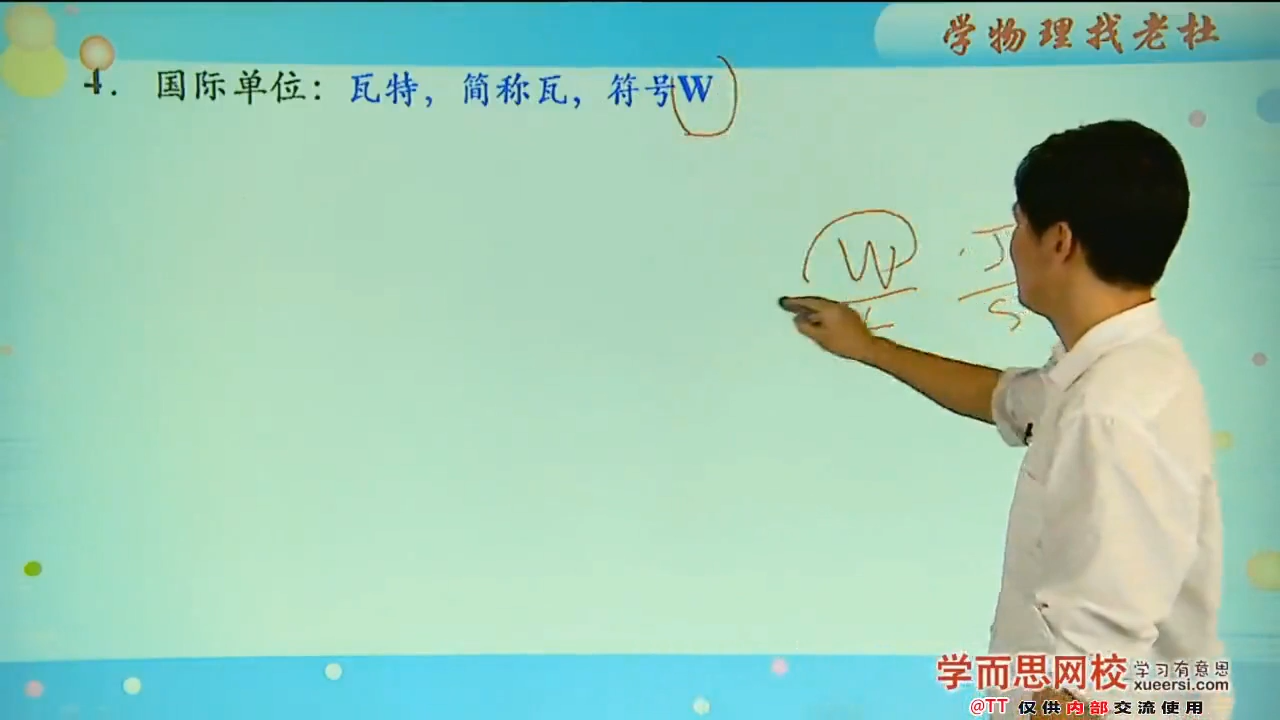 学物理找老杜
4. 国际单位：瓦特，简称瓦，符号W
W J
t s
学而思网校 学习有意思
xueersi.com
@TT 仅供内部交流使用